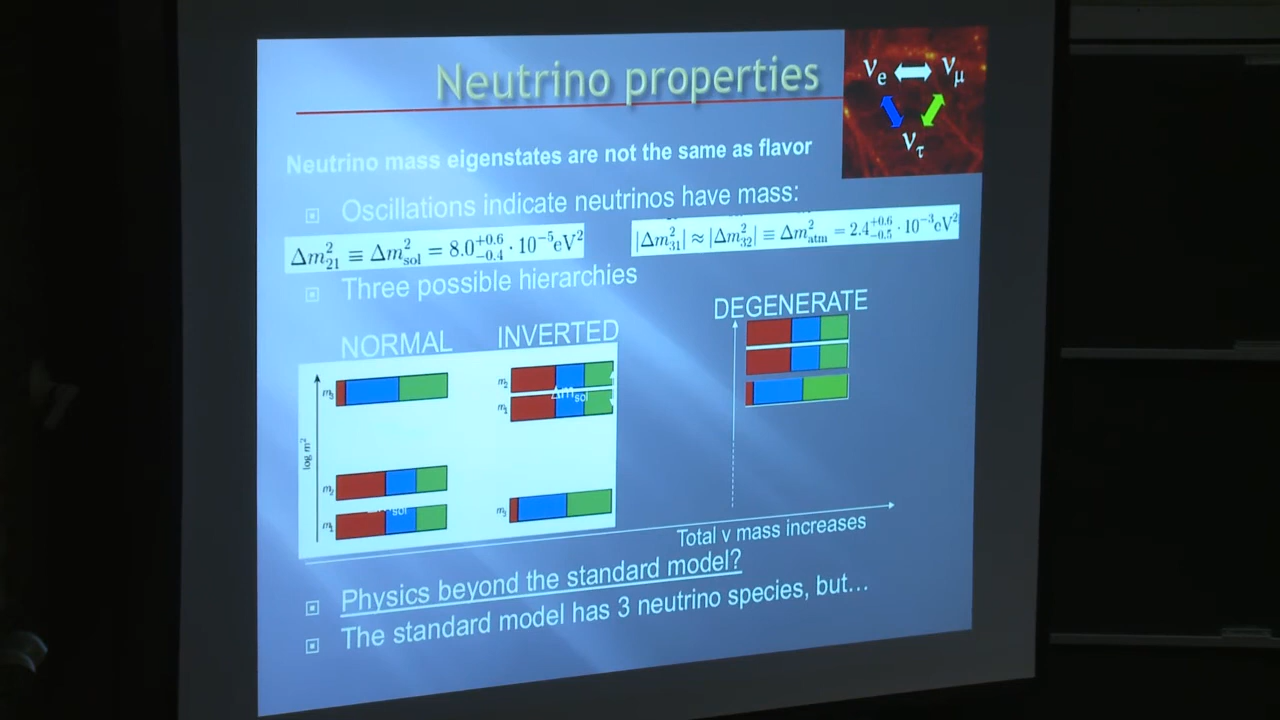 Neutrino properties
νe νμ
ντ
Neutrino mass eigenstates are not the same as flavor
Oscillations indicate neutrinos have mass:
Δm²₂₁ ≡ Δm²sol = 8.0 +0.6 −0.4 · 10⁻⁵eV²
|Δm²₃₁| ≈ |Δm²₃₂| ≡ Δm²atm = 2.4 +0.6 −0.5 · 10⁻³eV²
Three possible hierarchies
NORMAL INVERTED DEGENERATE
m₃ m₂
Δm sol
m₁
log m²
m₂ m₃
sol
m₁
Total ν mass increases
Physics beyond the standard model?
The standard model has 3 neutrino species, but...